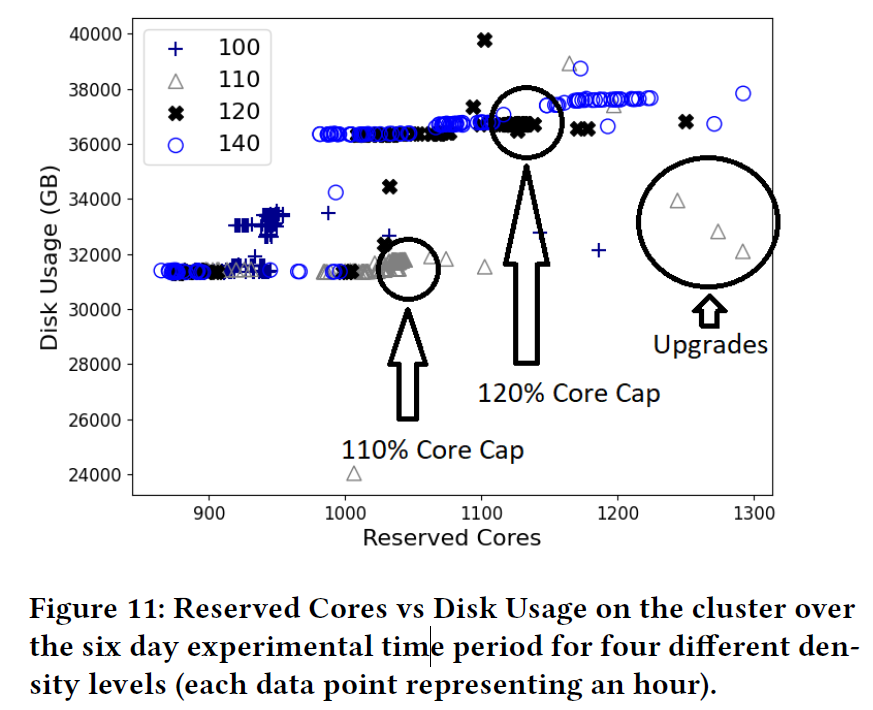 40000
38000
36000
34000
32000
30000
28000
26000
24000
Disk Usage (GB)
100
110
120
140
Upgrades
120% Core Cap
110% Core Cap
900 1000 1100 1200 1300
Reserved Cores
Figure 11: Reserved Cores vs Disk Usage on the cluster over
the six day experimental time period for four different den-
sity levels (each data point representing an hour).